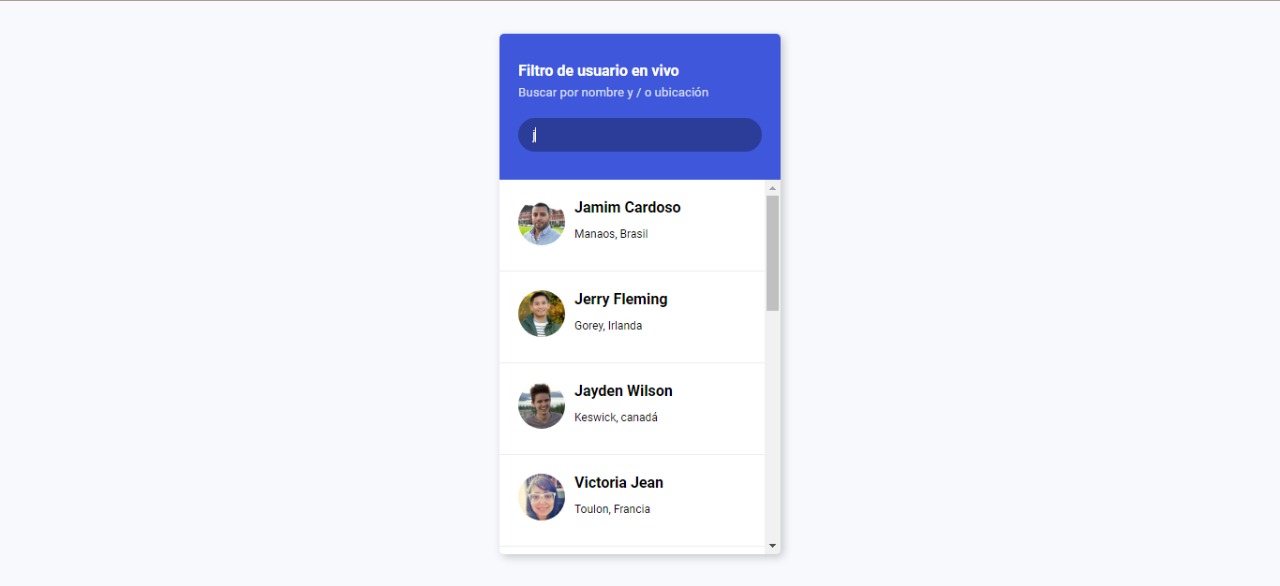 Filtro de usuario en vivo
Buscar por nombre y / o ubicación
j
Jamim Cardoso
Manaos, Brasil
Jerry Fleming
Gorey, Irlanda
Jayden Wilson
Keswick, canadá
Victoria Jean
Toulon, Francia